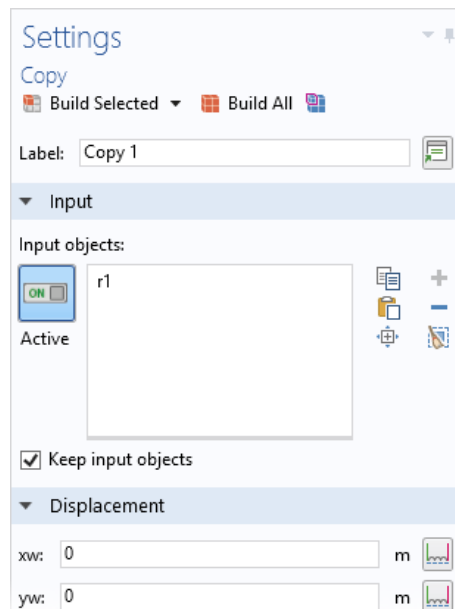 Settings
Copy
Build Selected Build All
Label: Copy 1
Input
Input objects:
r1
ON
Active
Keep input objects
Displacement
xw: 0 m
yw: 0 m